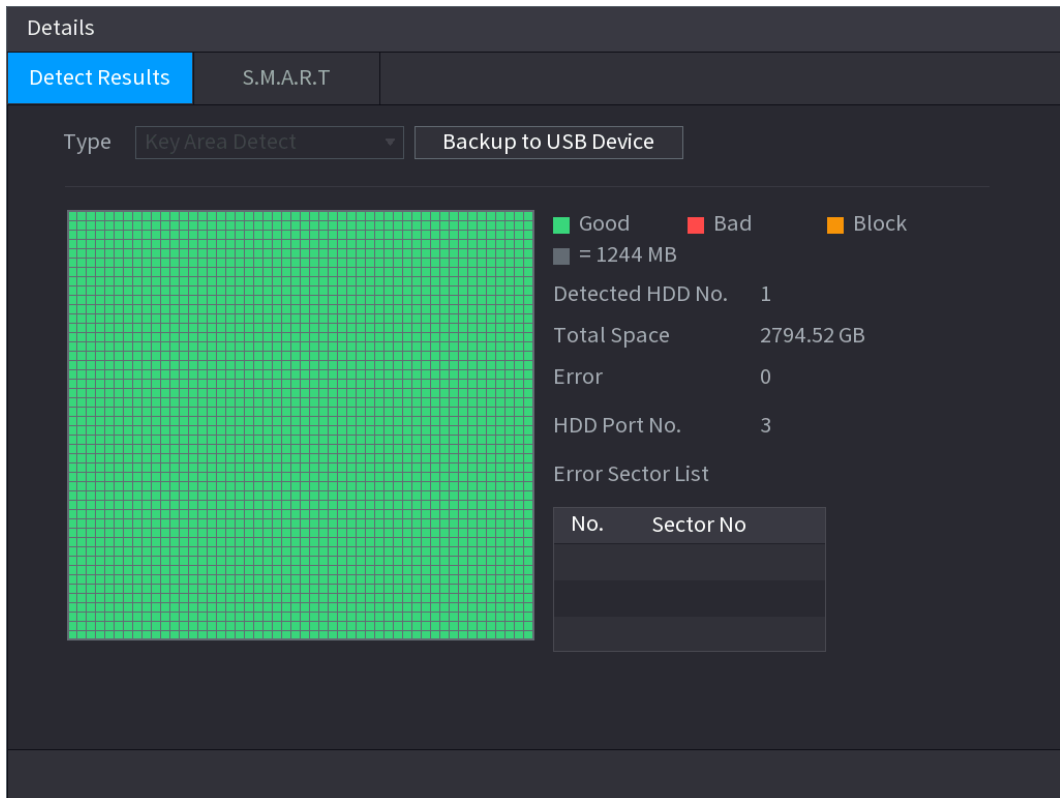 Details
Detect Results S.M.A.R.T
Type Key Area Detect Backup to USB Device
Good Bad Block
= 1244 MB
Detected HDD No. 1
Total Space 2794.52 GB
Error 0
HDD Port No. 3
Error Sector List
No. Sector No